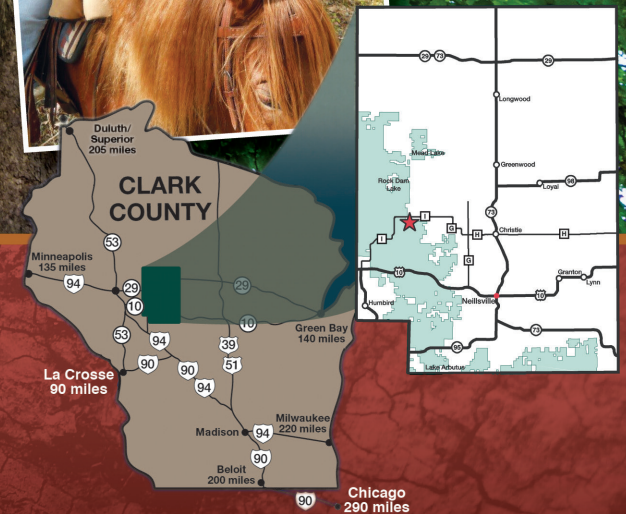 Duluth/
Superior
205 miles
CLARK
COUNTY
53
Minneapolis
135 miles
94
29
10
29
10
Green Bay
140 miles
53
94
39
90
90
51
94
La Crosse
90 miles
Milwaukee
220 miles
Madison
94
90
Beloit
200 miles
90
Chicago
290 miles
29
73
29
Longwood
Mead Lake
Greenwood
Rock Dam
Lake
Loyal
98
73
I
G
Christie
H
H
I
G
10
Granton
Lynn
Humbird
Neillsville
10
73
95
Lake Arbutus